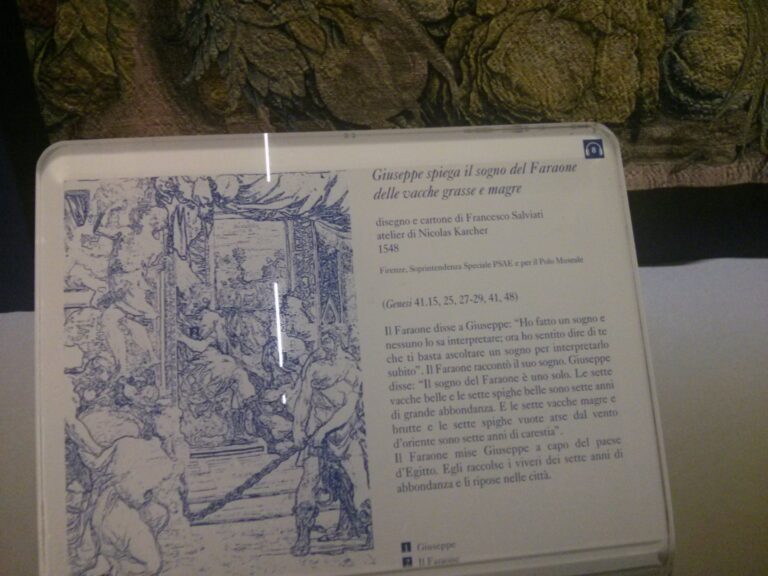 8
Giuseppe spiega il sogno del Faraone
delle vacche grasse e magre
disegno e cartone di Francesco Salviati
atelier di Nicolas Karcher
1548
Firenze, Soprintendenza Speciale PSAE e per il Polo Museale
(Genesi 41.15, 25, 27-29, 41, 48)
Il Faraone disse a Giuseppe: “Ho fatto un sogno e
nessuno lo sa interpretare; ora ho sentito dire di te
che ti basta ascoltare un sogno per interpretarlo
subito”. Il Faraone raccontò il suo sogno. Giuseppe
disse: “Il sogno del Faraone è uno solo. Le sette
vacche belle e le sette spighe belle sono sette anni
di grande abbondanza. E le sette vacche magre e
brutte e le sette spighe vuote arse dal vento
d’oriente sono sette anni di carestia”.
Il Faraone mise Giuseppe a capo del paese
d’Egitto. Egli raccolse i viveri dei sette anni di
abbondanza e li ripose nelle città.
1 Giuseppe
2 Il Faraone